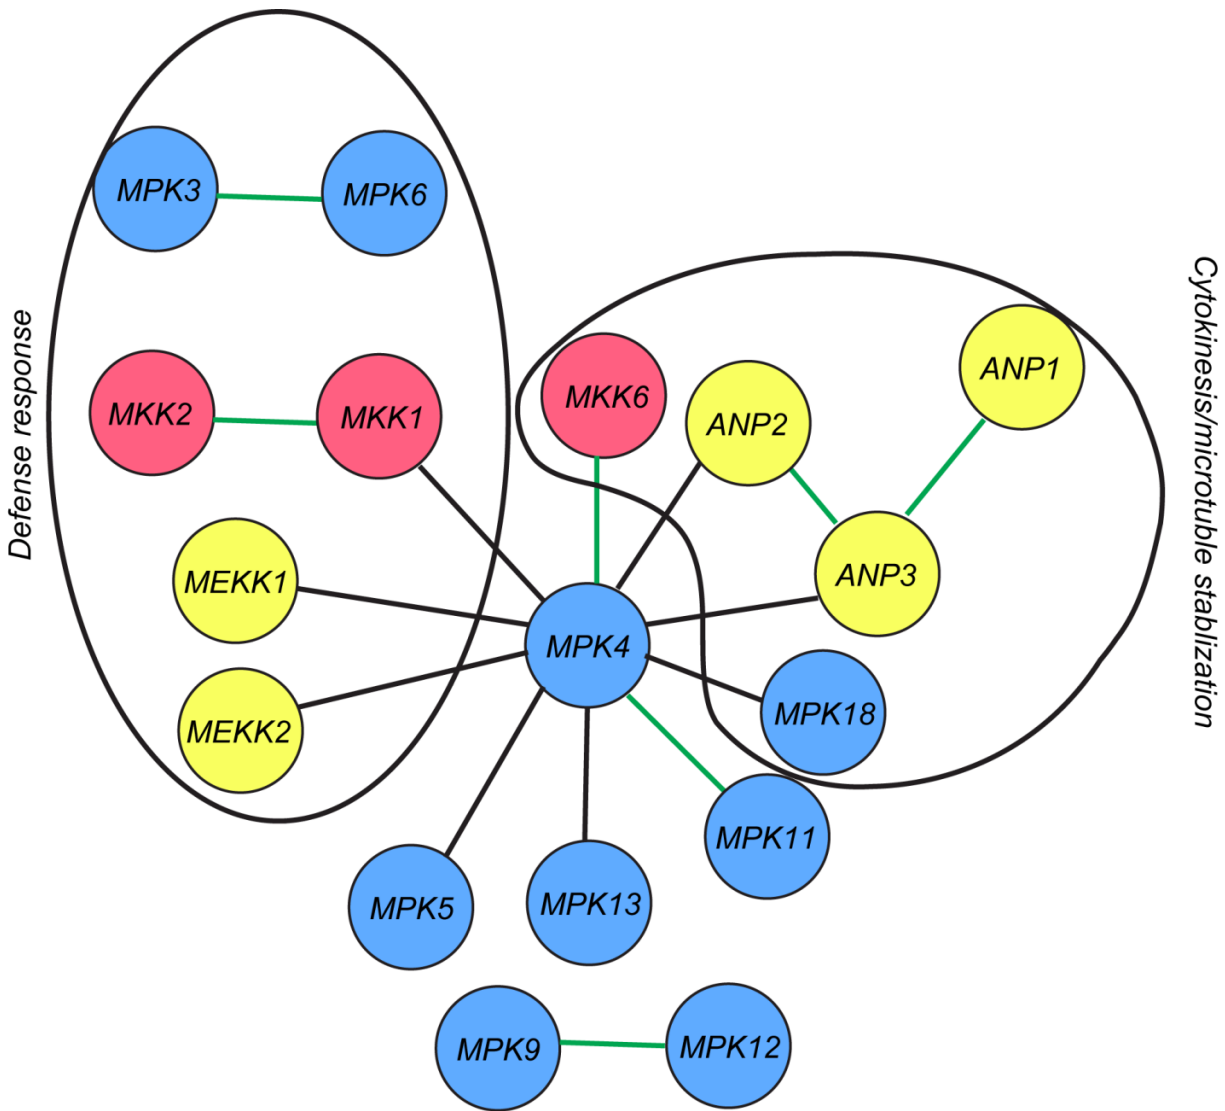 Defense response
Cytokinesis/microtuble stablization
MPK3
MPK6
MKK2
MKK1
MKK6
ANP2
ANP1
MEKK1
ANP3
MPK4
MEKK2
MPK18
MPK11
MPK5
MPK13
MPK9
MPK12